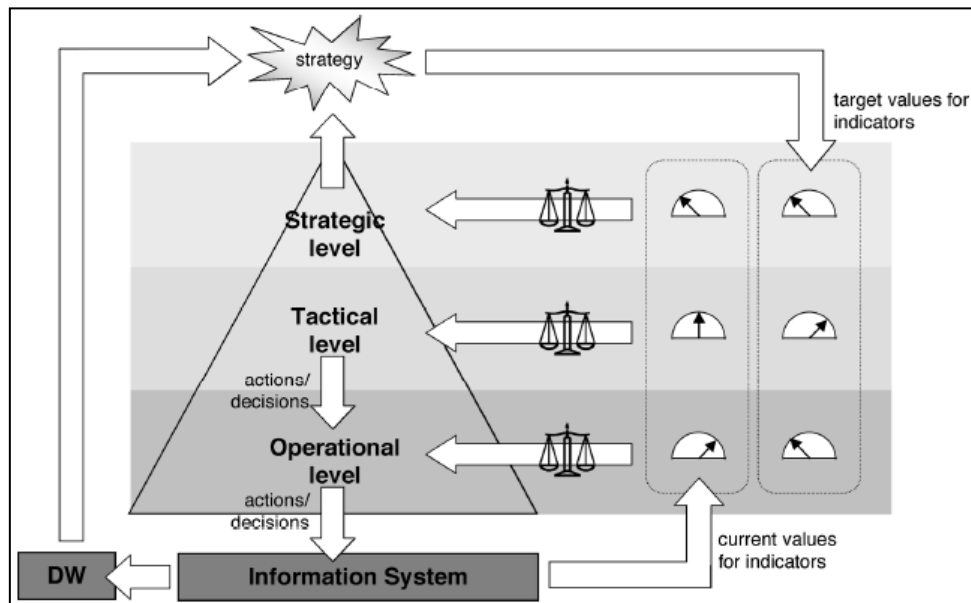 strategy
target values for
indicators
Strategic
level
Tactical
level
actions/
decisions
Operational
level
actions/
decisions
current values
for indicators
DW
Information System